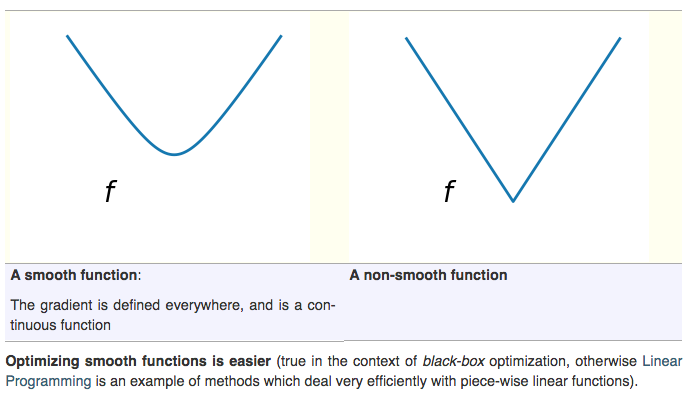 f
f
A smooth function:
The gradient is defined everywhere, and is a con-
tinuous function
A non-smooth function
Optimizing smooth functions is easier (true in the context of black-box optimization, otherwise Linear
Programming is an example of methods which deal very efficiently with piece-wise linear functions).